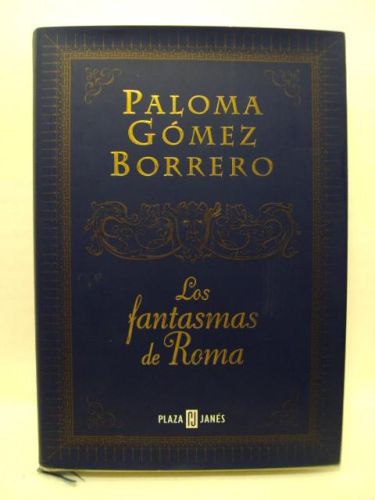 PALOMA
GÓMEZ
BORRERO
Los
fantasmas
de Roma
PLAZA PJ JANÉS